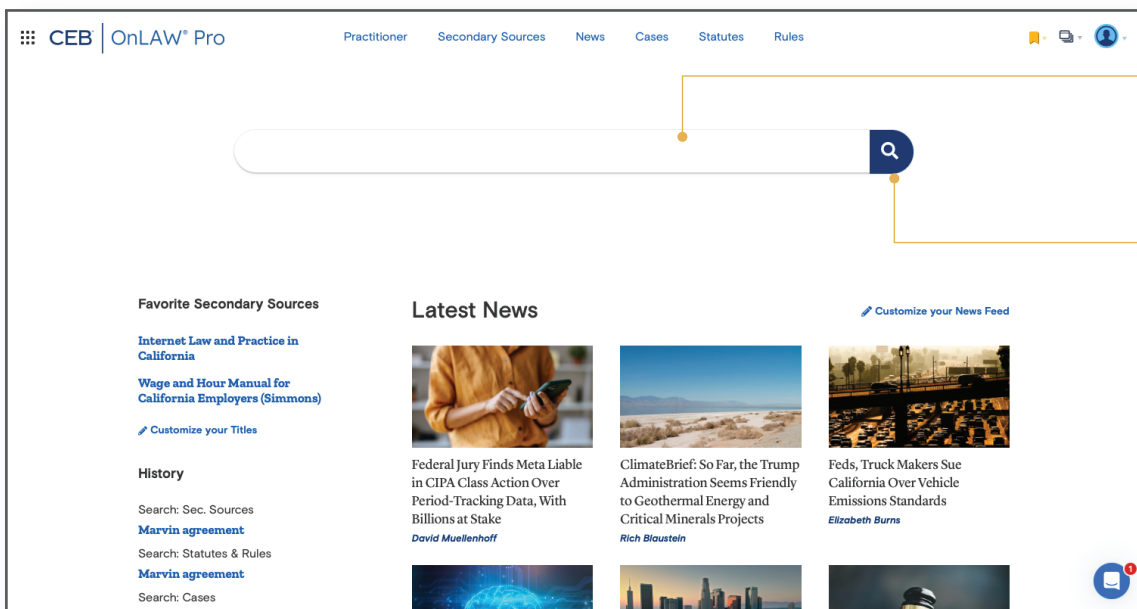 CEB® OnLAW® Pro
Practitioner Secondary Sources News Cases Statutes Rules
Favorite Secondary Sources
Internet Law and Practice in
California
Wage and Hour Manual for
California Employers (Simmons)
Customize your Titles
History
Search: Sec. Sources
Marvin agreement
Search: Statutes & Rules
Marvin agreement
Search: Cases
Latest News
Customize your News Feed
Federal Jury Finds Meta Liable
in CIPA Class Action Over
Period-Tracking Data, With
Billions at Stake
David Muellenhoff
ClimateBrief: So Far, the Trump
Administration Seems Friendly
to Geothermal Energy and
Critical Minerals Projects
Rich Blaustein
Feds, Truck Makers Sue
California Over Vehicle
Emissions Standards
Elizabeth Burns
1